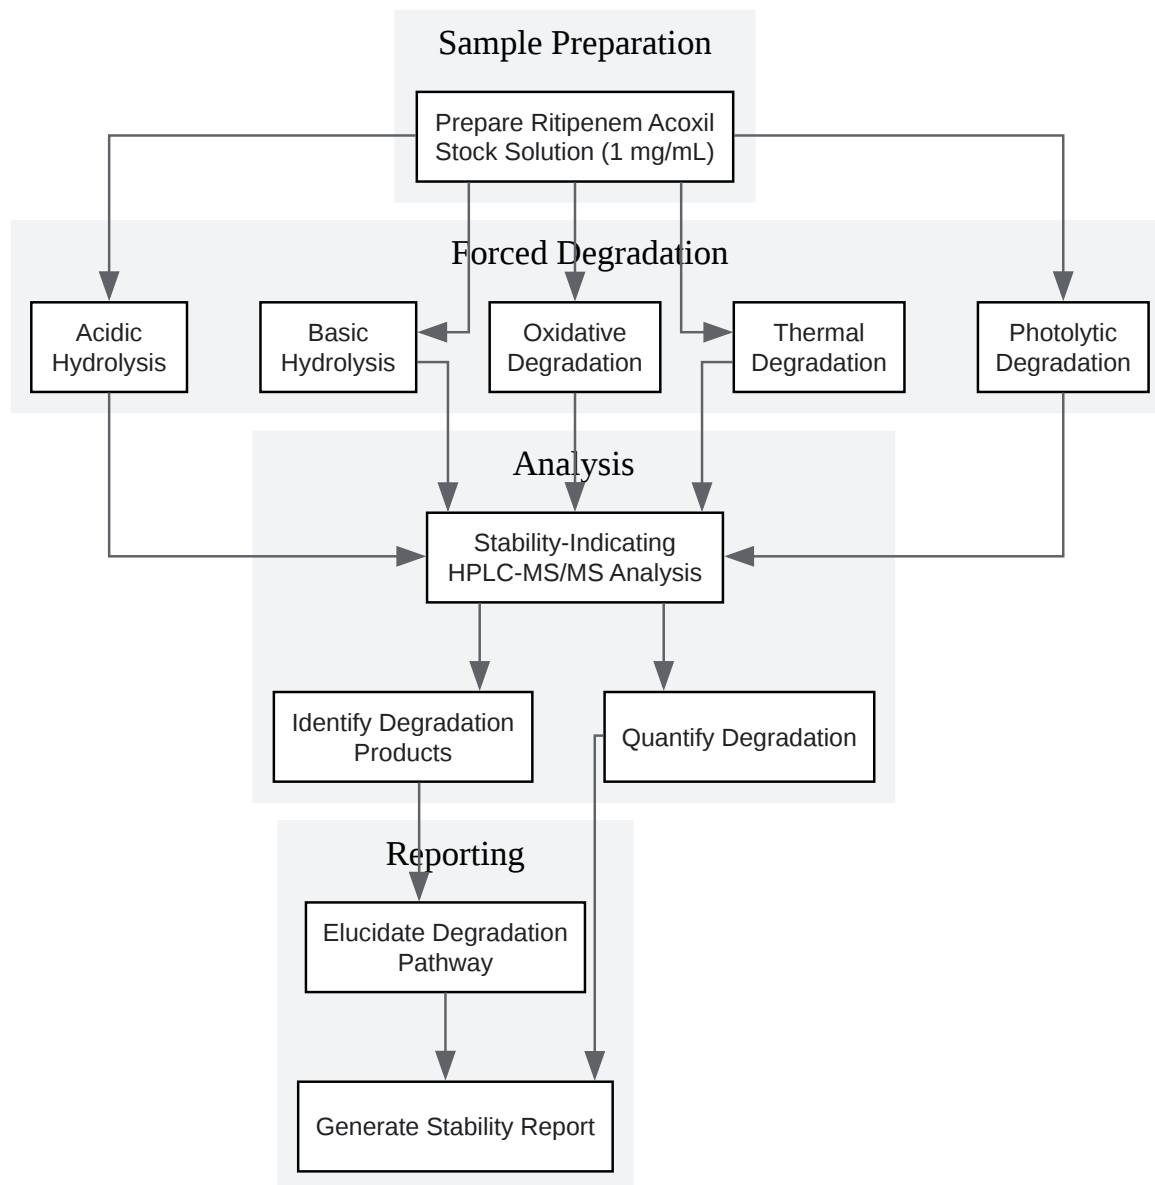 Sample Preparation
Prepare Ritipenem Acoxil
Stock Solution (1 mg/mL)
Forced Degradation
Acidic
Hydrolysis
Basic
Hydrolysis
Oxidative
Degradation
Thermal
Degradation
Photolytic
Degradation
Analysis
Stability-Indicating
HPLC-MS/MS Analysis
Identify Degradation
Products
Quantify Degradation
Reporting
Elucidate Degradation
Pathway
Generate Stability Report